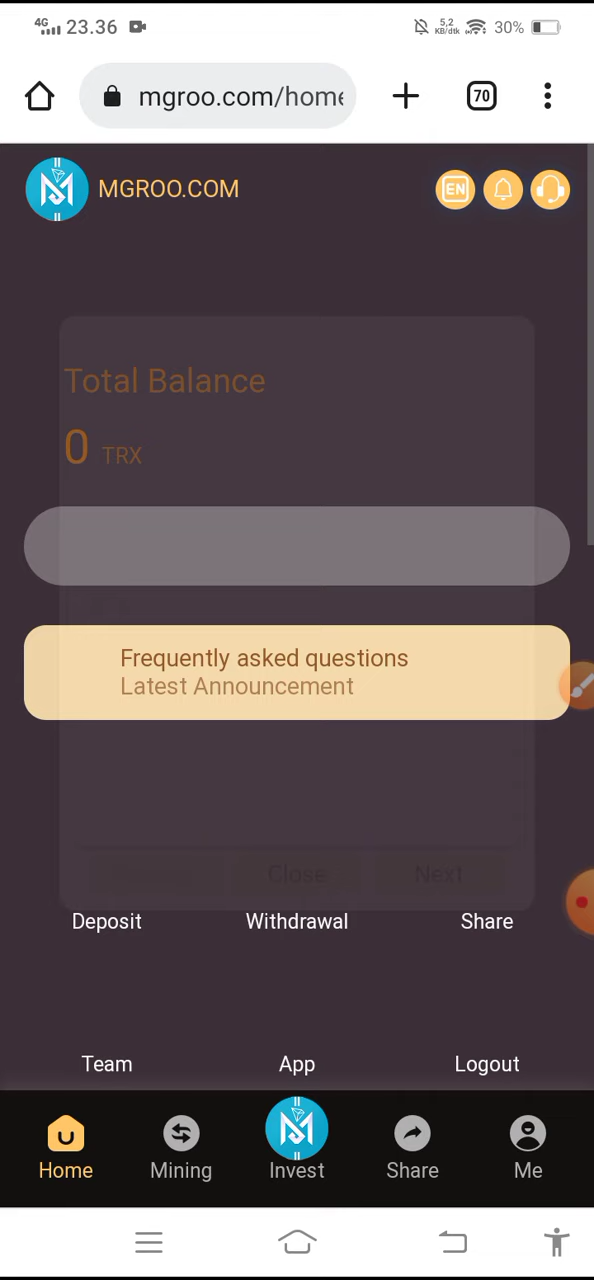 4G 23.36 5,2 KB/dtk 30%
mgroo.com/home 70
MGROO.COM EN
Total Balance
0 TRX
Frequently asked questions
Latest Announcement
Close Next
Deposit Withdrawal Share
Team App Logout
Home Mining Invest Share Me